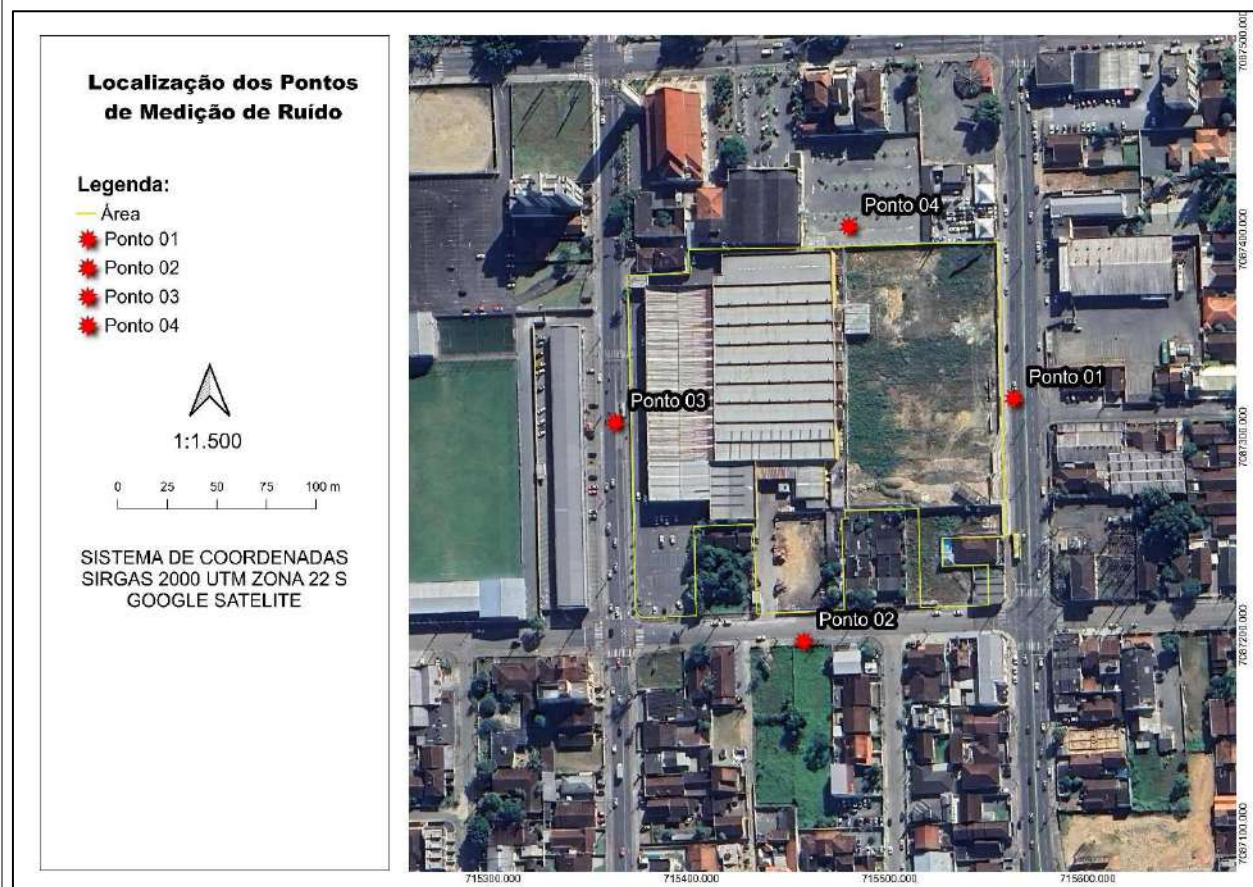 Localização dos Pontos
de Medição de Ruído
Legenda:
Área
Ponto 01
Ponto 02
Ponto 03
Ponto 04
1:1.500
0 25 50 75 100 m
SISTEMA DE COORDENADAS
SIRGAS 2000 UTM ZONA 22 S
GOOGLE SATELITE
Ponto 04
Ponto 01
Ponto 03
Ponto 02
7087500.000
7087400.000
7087300.000
7087200.000
7087100.000
715300.000 715400.000 715500.000 715600.000